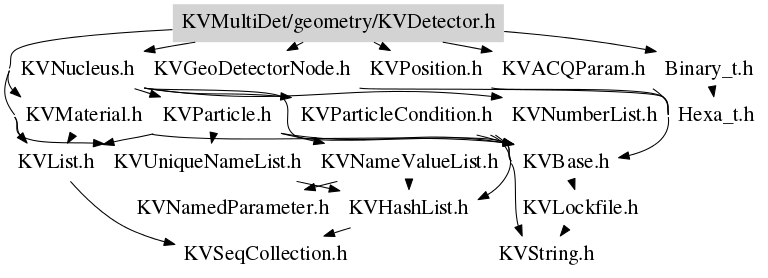 KVMultiDet/geometry/KVDetector.h
KVNucleus.h KVGeoDetectorNode.h KVPosition.h KVACQParam.h Binary_t.h
KVMaterial.h KVParticle.h KVParticleCondition.h KVNumberList.h Hexa_t.h
KVList.h KVUniqueNameList.h KVNameValueList.h KVBase.h
KVNamedParameter.h KVHashList.h KVLockfile.h
KVSeqCollection.h KVString.h